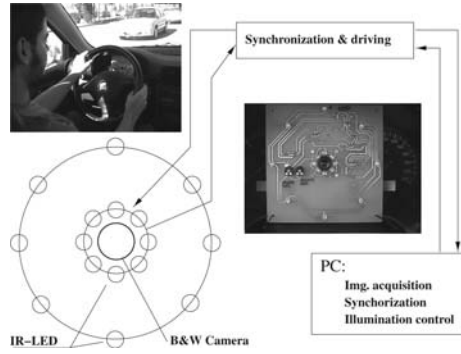 Synchronization & driving
PC:
Img. acquisition
Synchorization
Illumination control
IR-LED
B&W Camera